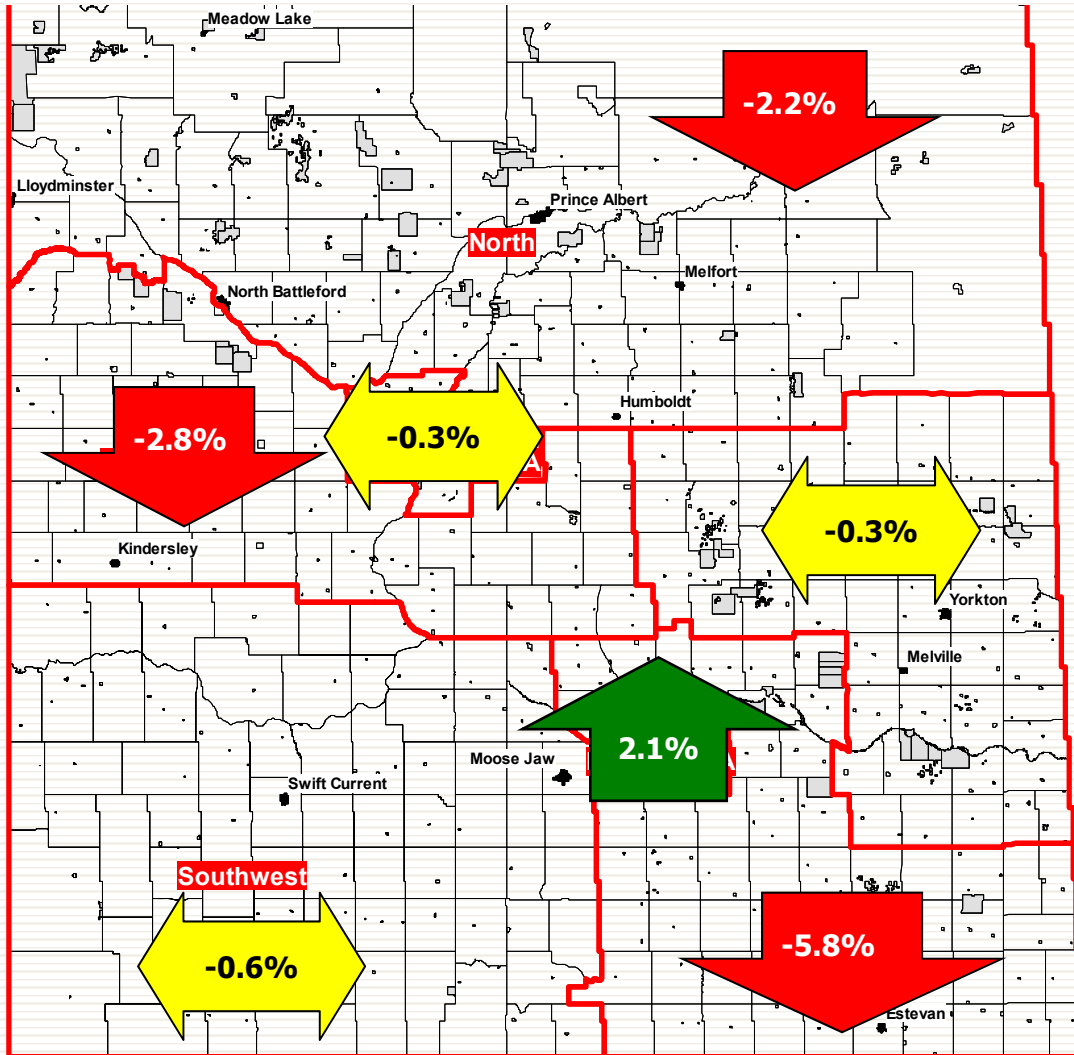 Meadow Lake
-2.2%
Lloydminster
Prince Albert
North
Melfort
North Battleford
Humboldt
-2.8%
-0.3%
A
-0.3%
Kindersley
Yorkton
Melville
2.1%
Moose Jaw
Swift Current
Southwest
-5.8%
-0.6%
Estevan